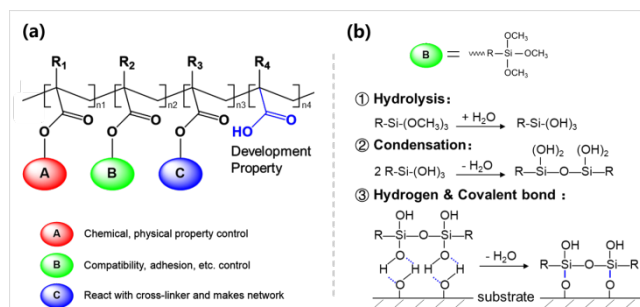 (a)
R₁ R₂ R₃ R₄
n1 n2 n3 n4
O O O O O O HO O
A B C
Development
Property
A Chemical, physical property control
B Compatibility, adhesion, etc. control
C React with cross-linker and makes network
(b)
OCH₃
B = R-Si-OCH₃
OCH₃
① Hydrolysis:
R-Si-(OCH₃)₃ + H₂O R-Si-(OH)₃
② Condensation:
(OH)₂ (OH)₂
2 R-Si-(OH)₃ - H₂O R-Si—O—Si-R
③ Hydrogen & Covalent bond :
OH OH
R—Si—O—Si—R
O O OH OH
H H H H - H₂O R—Si—O—Si—R
O O O O
substrate